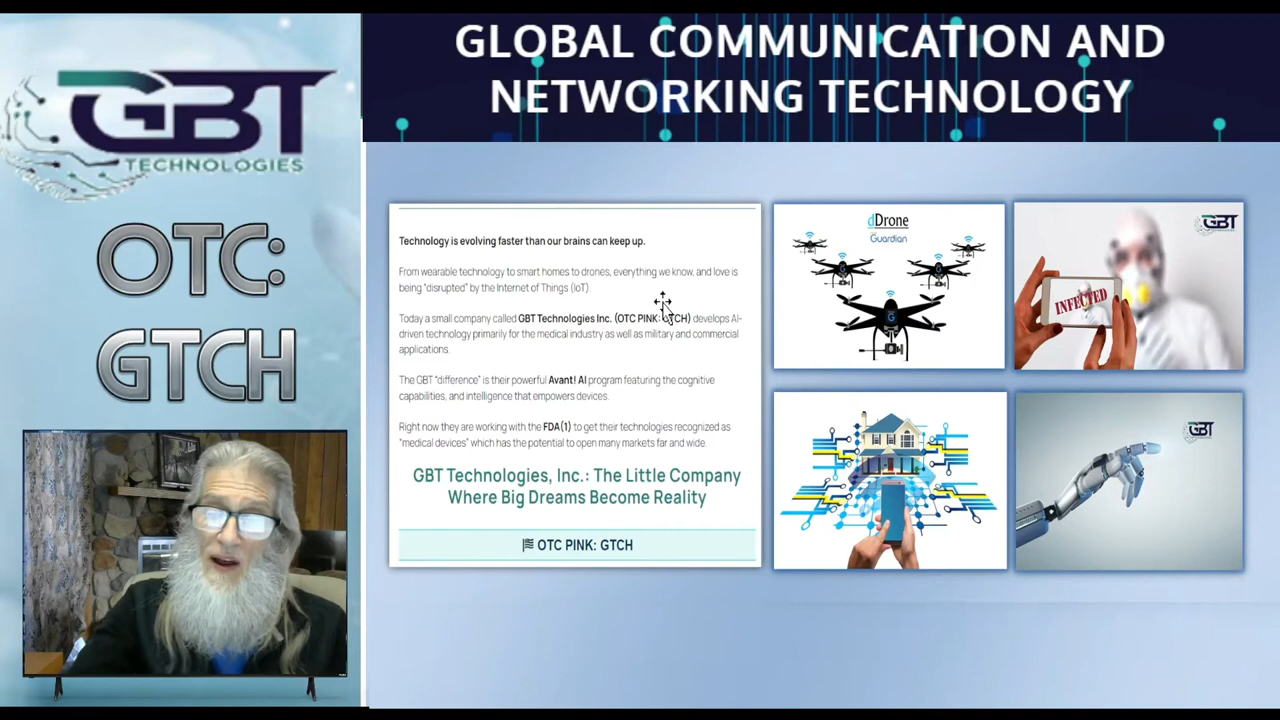 GBT
TECHNOLOGIES
OTC:
GTCH
GLOBAL COMMUNICATION AND
NETWORKING TECHNOLOGY
Technology is evolving faster than our brains can keep up.
From wearable technology to smart homes to drones, everything we know, and love is
being "disrupted" by the Internet of Things (IoT).
Today a small company called GBT Technologies Inc. (OTC PINK: GTCH) develops AI-
driven technology primarily for the medical industry as well as military and commercial
applications.
The GBT "difference" is their powerful Avant! AI program featuring the cognitive
capabilities, and intelligence that empowers devices.
Right now they are working with the FDA(1) to get their technologies recognized as
"medical devices" which has the potential to open many markets far and wide.
GBT Technologies, Inc.: The Little Company
Where Big Dreams Become Reality
OTC PINK: GTCH
dDrone
Guardian
GBT
INFECTED
GBT